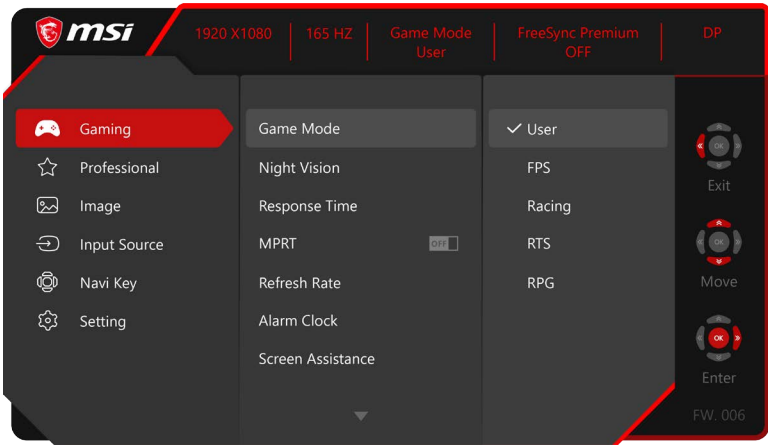 msi
1920 X1080
165 HZ
Game Mode
User
FreeSync Premium
OFF
DP
Gaming
Professional
Image
Input Source
Navi Key
Setting
Game Mode
Night Vision
Response Time
MPRT
OFF
Refresh Rate
Alarm Clock
Screen Assistance
User
FPS
Racing
RTS
RPG
OK
Exit
OK
Move
OK
Enter
FW. 006